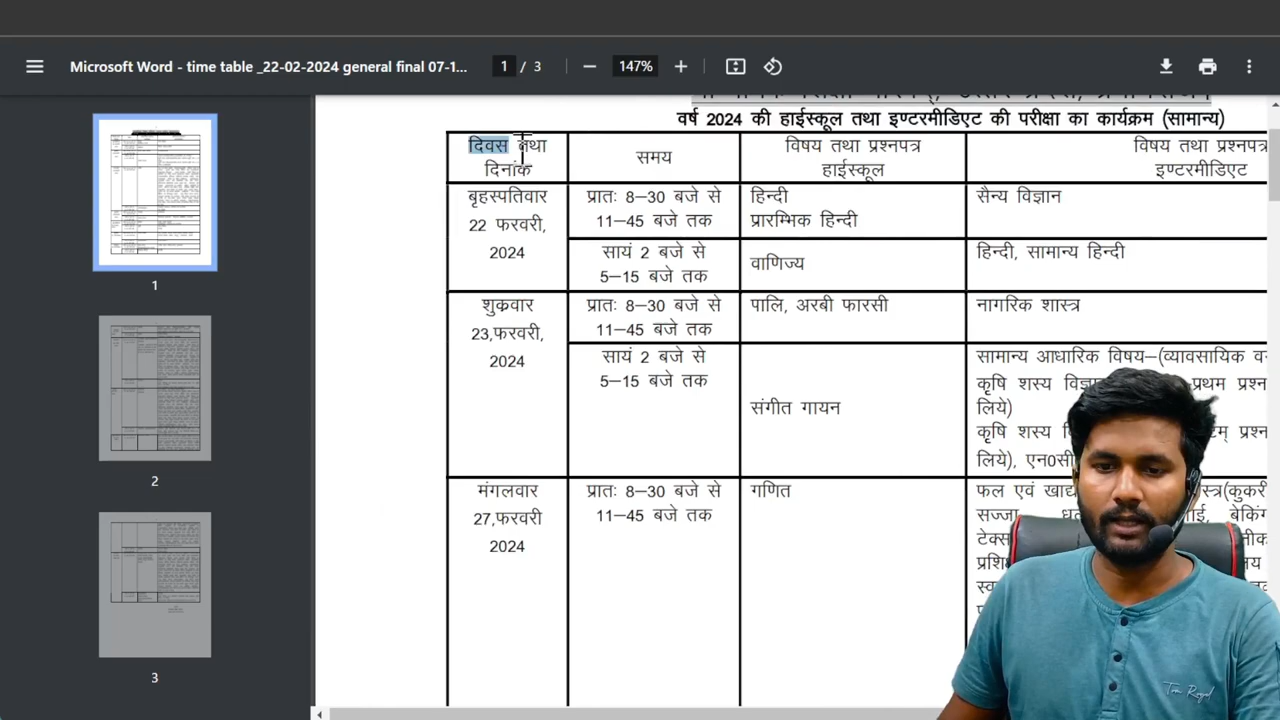 Microsoft Word - time table _22-02-2024 general final 07-1...
1 / 3
147%
वर्ष 2024 की हाईस्कूल तथा इण्टरमीडिएट की परीक्षा का कार्यक्रम (सामान्य)
दिवस तथा
दिनांक
समय
विषय तथा प्रश्नपत्र
हाईस्कूल
विषय तथा प्रश्नपत्र
इण्टरमीडिएट
बृहस्पतिवार
22 फरवरी,
2024
प्रातः 8–30 बजे से
11–45 बजे तक
हिन्दी
प्रारम्भिक हिन्दी
सैन्य विज्ञान
सायं 2 बजे से
5–15 बजे तक
वाणिज्य
हिन्दी, सामान्य हिन्दी
शुक्रवार
23,फरवरी,
2024
प्रातः 8–30 बजे से
11–45 बजे तक
पालि, अरबी फारसी
नागरिक शास्त्र
सायं 2 बजे से
5–15 बजे तक
संगीत गायन
सामान्य आधारिक विषय–(व्यावसायिक
कृषि शस्य प्रथम
लिये)
कृषि शस्य
लिये),
मंगलवार
27,फरवरी
2024
प्रातः 8–30 बजे से
11–45 बजे तक
गणित
फल एवं
सज्जा, बेकिंग
1
2
3
Tom Royal